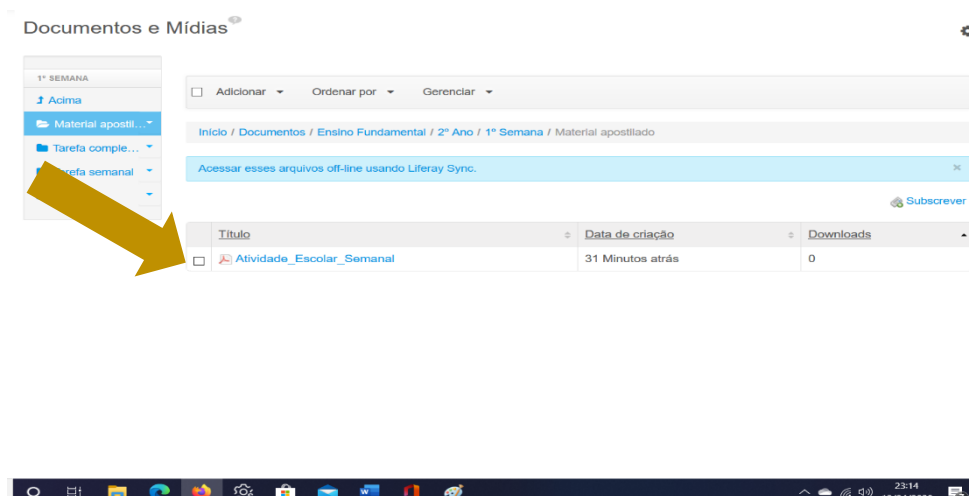 Documentos e Mídias
1ª SEMANA
Acima
Material apostil...
Tarefa comple...
Tarefa semanal
Adicionar Ordenar por Gerenciar
Início / Documentos / Ensino Fundamental / 2º Ano / 1º Semana / Material apostilado
Acessar esses arquivos off-line usando Liferay Sync.
Subscrever
Título Data de criação Downloads
Atividade_Escolar_Semanal 31 Minutos atrás 0
23:14